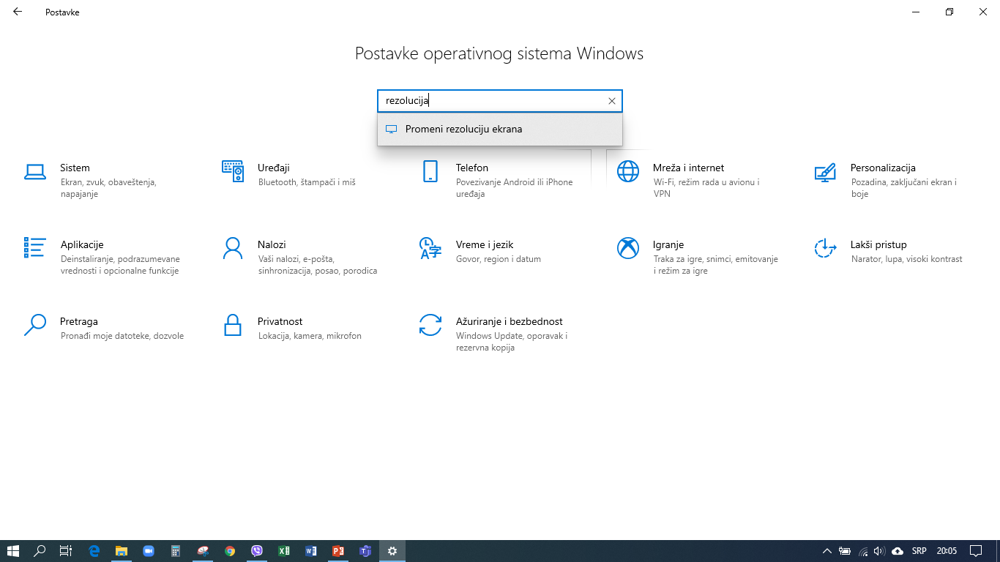 Postavke
Postavke operativnog sistema Windows
rezolucija
Promeni rezoluciju ekrana
Sistem
Ekran, zvuk, obaveštenja,
napajanje
Uređaji
Bluetooth, štampači i miš
Telefon
Povezivanje Android ili iPhone
uređaja
Mreža i internet
Wi-Fi, režim rada u avionu i
VPN
Personalizacija
Pozadina, zaključani ekran i
boje
Aplikacije
Deinstaliranje, podrazumevane
vrednosti i opcionalne funkcije
Nalozi
Vaši nalozi, e-pošta,
sinhronizacija, posao, porodica
Vreme i jezik
Govor, region i datum
Igranje
Traka za igre, snimci, emitovanje
i režim za igre
Lakši pristup
Narator, lupa, visoki kontrast
Pretraga
Pronađi moje datoteke, dozvole
Privatnost
Lokacija, kamera, mikrofon
Ažuriranje i bezbednost
Windows Update, oporavak i
rezervna kopija
SRP
20:05